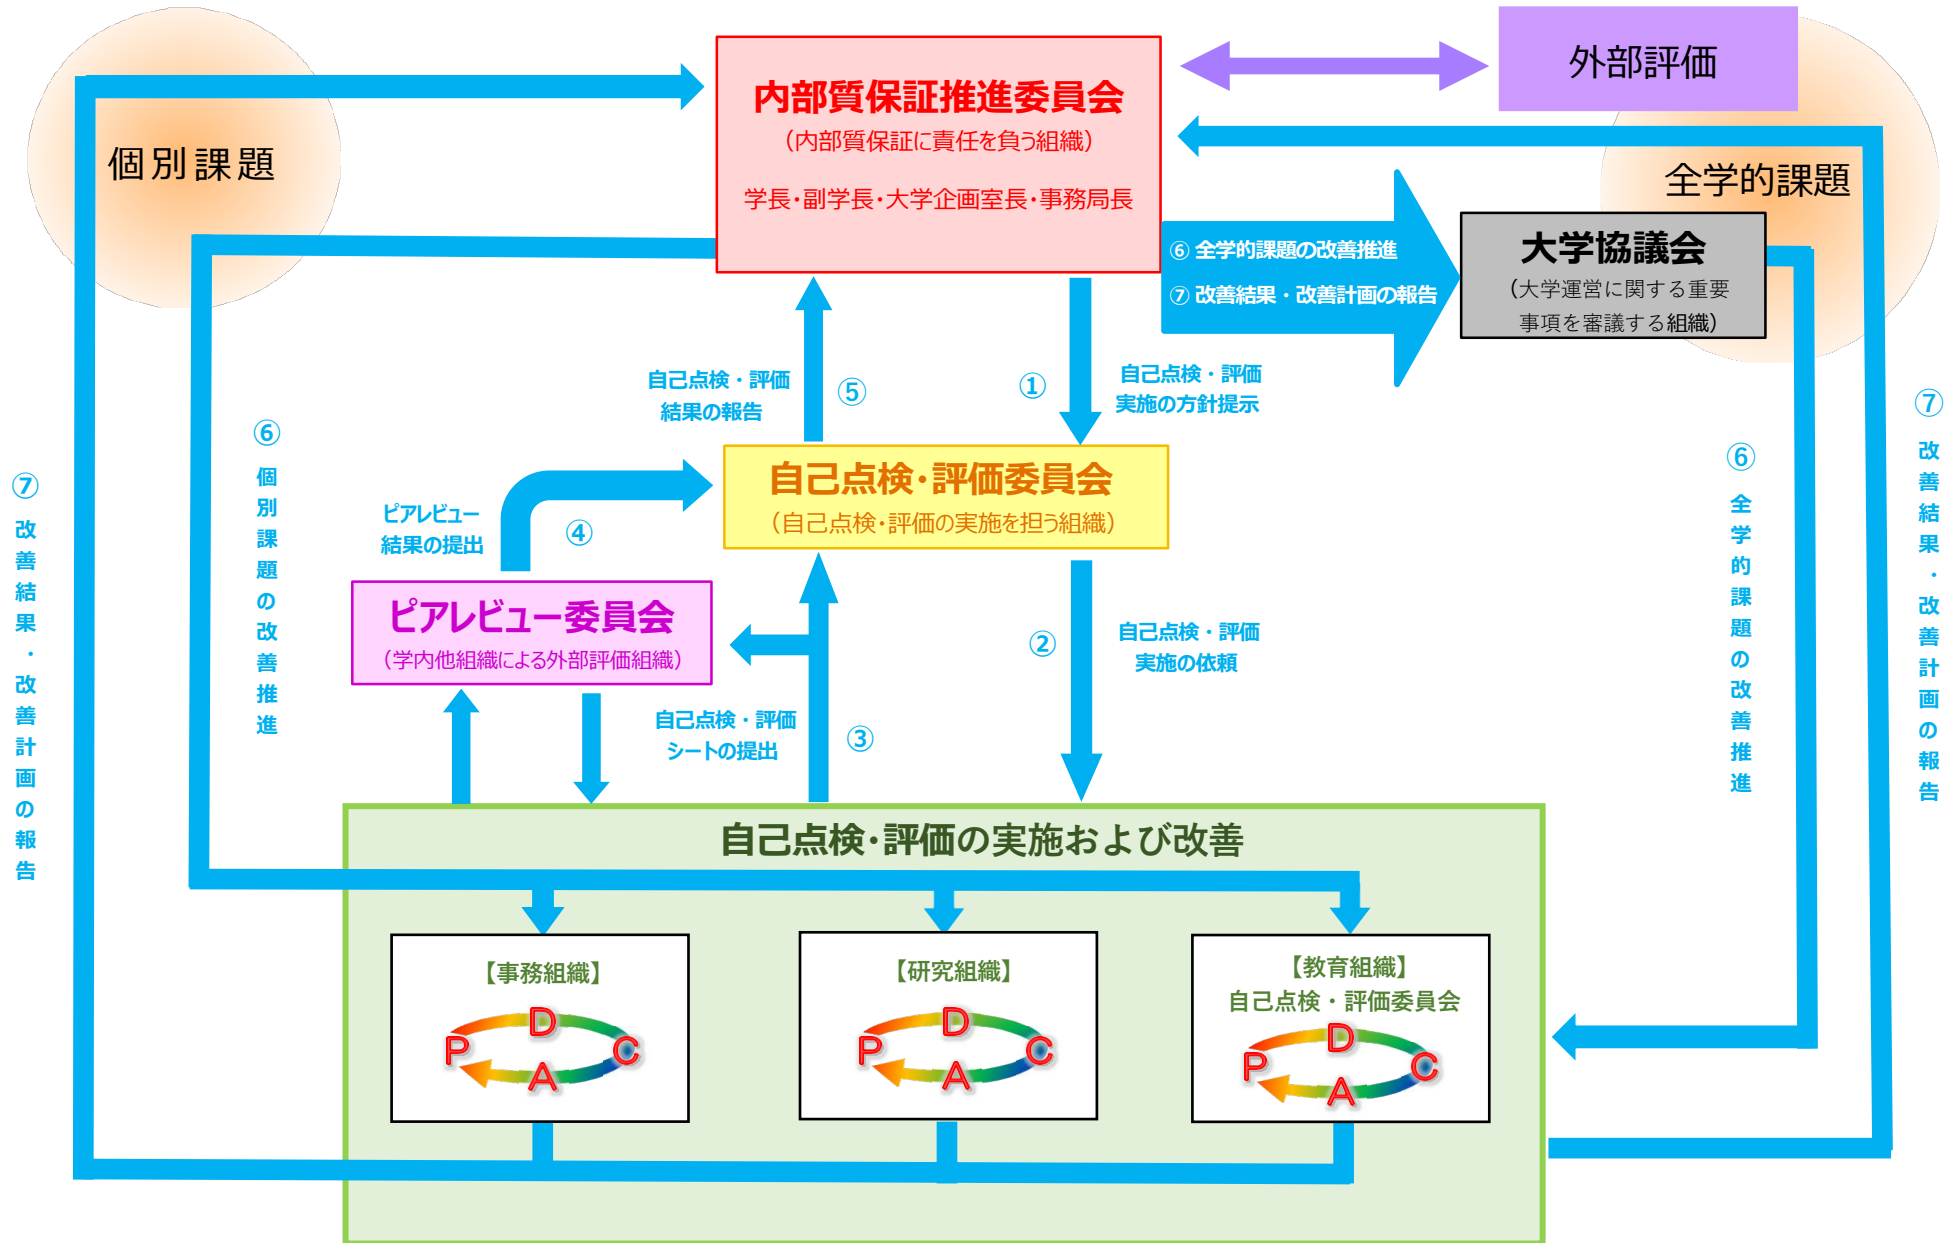 外部評価
内部質保証推進委員会
（内部質保証に責任を負う組織）
学長・副学長・大学企画室長・事務局長
個別課題
全学的課題
⑥ 全学的課題の改善推進
⑦ 改善結果・改善計画の報告
大学協議会
（大学運営に関する重要
事項を審議する組織）
自己点検・評価
結果の報告
⑤
①
自己点検・評価
実施の方針提示
⑦
改善結果・改善計画の報告
⑥
個別課題の改善推進
⑥
全学的課題の改善推進
⑦
改善結果・改善計画の報告
自己点検・評価委員会
（自己点検・評価の実施を担う組織）
ピアレビュー
結果の提出
④
ピアレビュー委員会
（学内他組織による外部評価組織）
②
自己点検・評価
実施の依頼
自己点検・評価
シートの提出
③
自己点検・評価の実施および改善
【事務組織】
P
D
C
A
【研究組織】
P
D
C
A
【教育組織】
自己点検・評価委員会
P
D
C
A